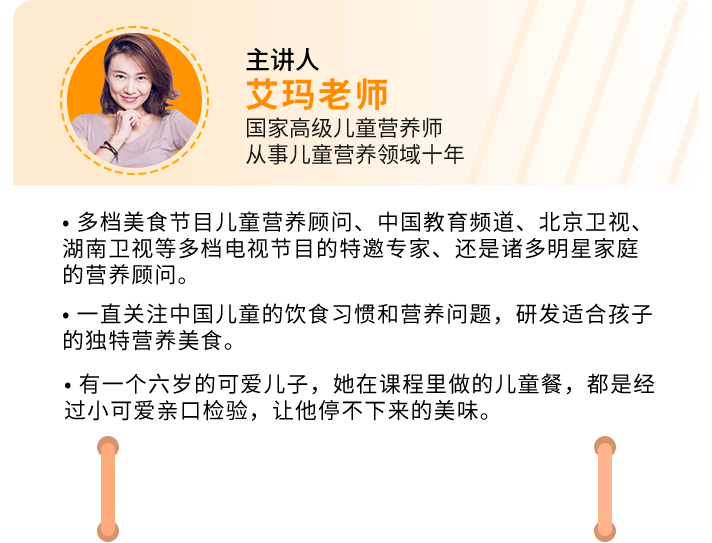 主讲人
艾玛老师
国家高级儿童营养师
从事儿童营养领域十年
• 多档美食节目儿童营养顾问、中国教育频道、北京卫视、
湖南卫视等多档电视节目的特邀专家、还是诸多明星家庭
的营养顾问。
• 一直关注中国儿童的饮食习惯和营养问题，研发适合孩子
的独特营养美食。
• 有一个六岁的可爱儿子，她在课程里做的儿童餐，都是经
过小可爱亲口检验，让他停不下来的美味。